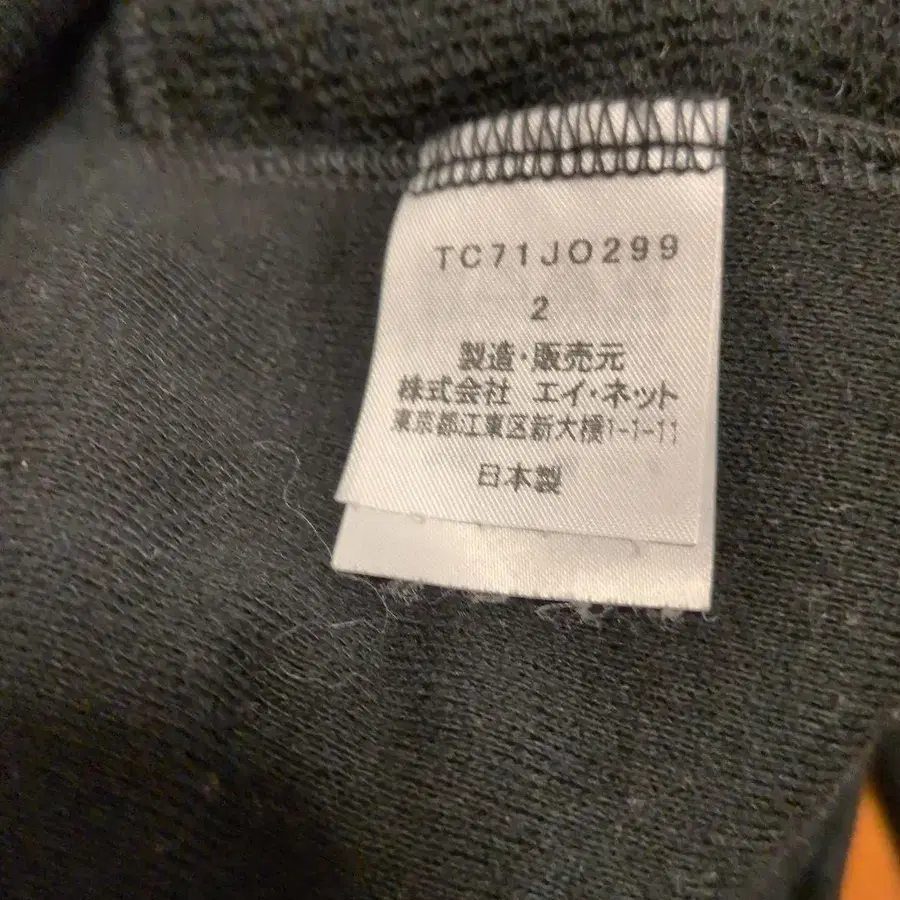 TC71JO299
2
製造・販売元
株式会社 エイ・ネット
東京都江東区新大橋1-1-11
日本製